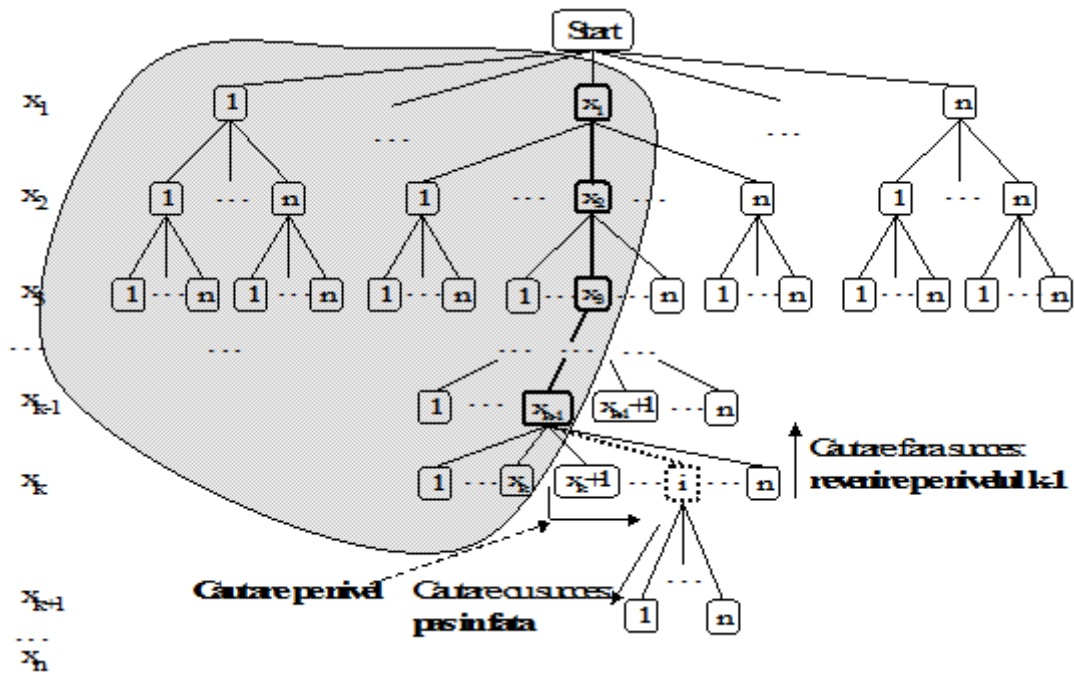 Start
x1 1 x1 n
... ...
x2 1 ... n 1 ... x2 ... n 1 ... n
x3 1 ... n 1 ... n 1 ... n 1 ... x3 ... n 1 ... n 1 ... n 1 ... n
... ... ... ... ...
xk-1 1 ... xk-1 xk-1+1 ... n
xk 1 ... xk xk+1 ... i ... n
Cautare fara succes:
revenire pe nivelul k-1
Cautare pe nivel
Cautare cu succes:
pas in fata
...
xk+1 1 n
...
xn